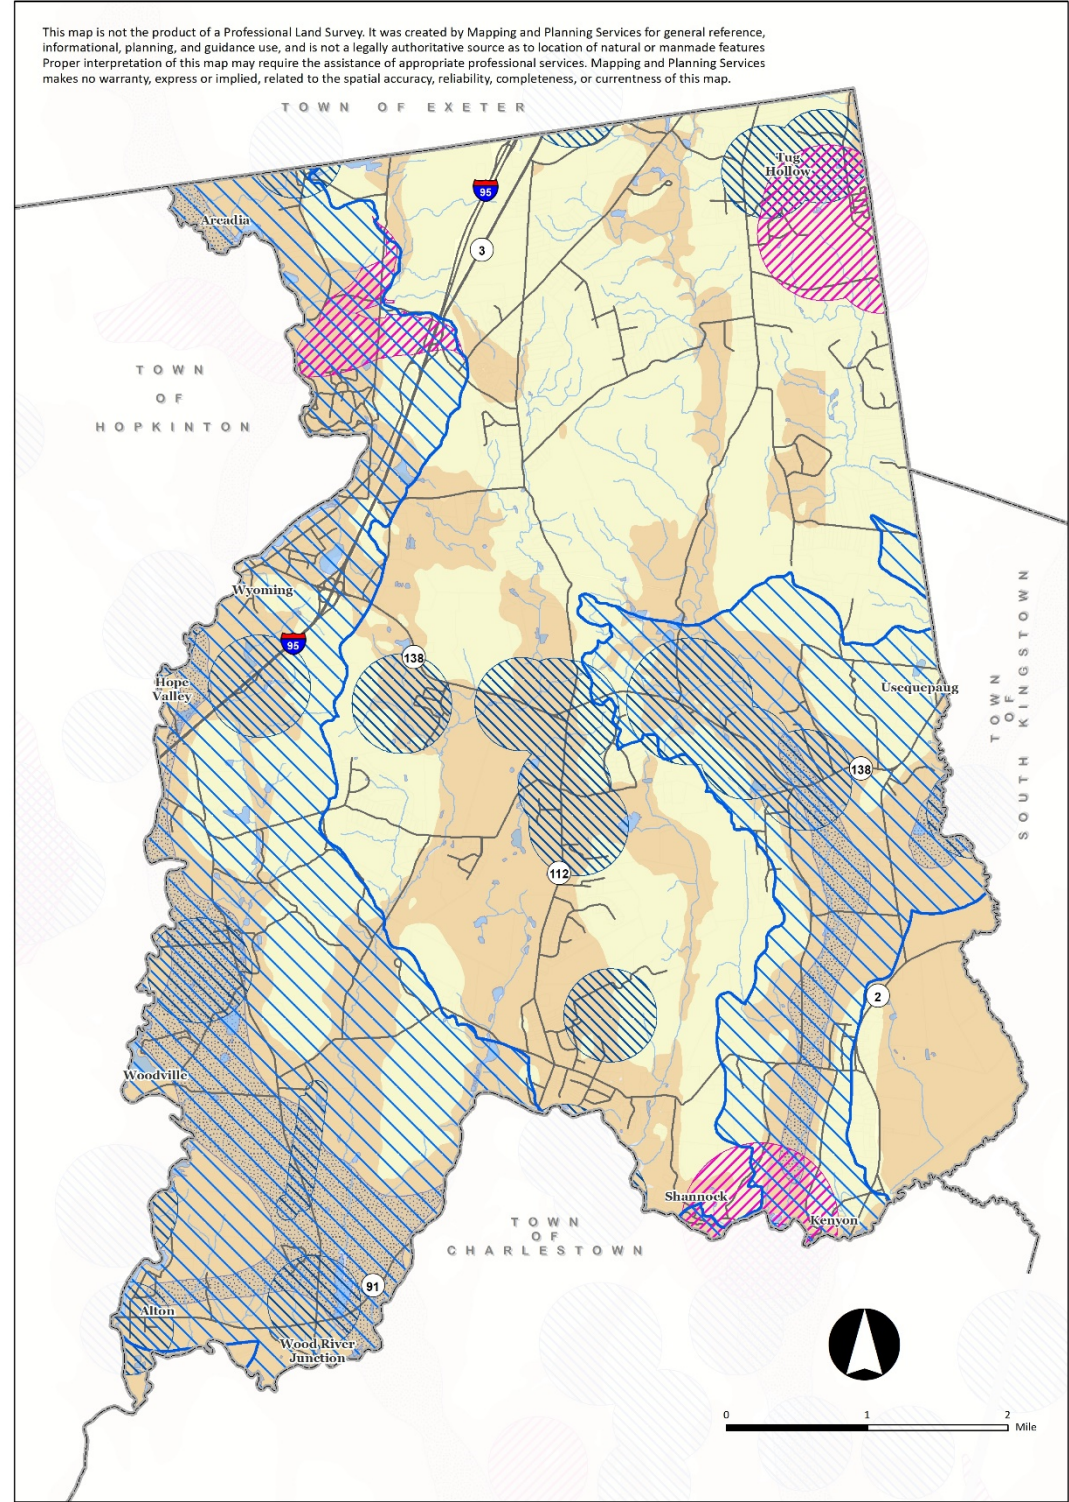 This map is not the product of a Professional Land Survey. It was created by Mapping and Planning Services for general reference,
informational, planning, and guidance use, and is not a legally authoritative source as to location of natural or manmade features
Proper interpretation of this map may require the assistance of appropriate professional services. Mapping and Planning Services
makes no warranty, express or implied, related to the spatial accuracy, reliability, completeness, or currentness of this map.
TOWN OF EXETER
Tug
Hollow
95
Arcadia
3
TOWN
OF
HOPKINTON
Wyoming
95
138
Hope
Valley
Usequepaug
TOWN
OF
SOUTH KINGSTOWN
138
112
2
Woodville
Shannock
Kenyon
TOWN
OF
CHARLESTOWN
91
Alton
Wood River
Junction
0 1 2
Mile